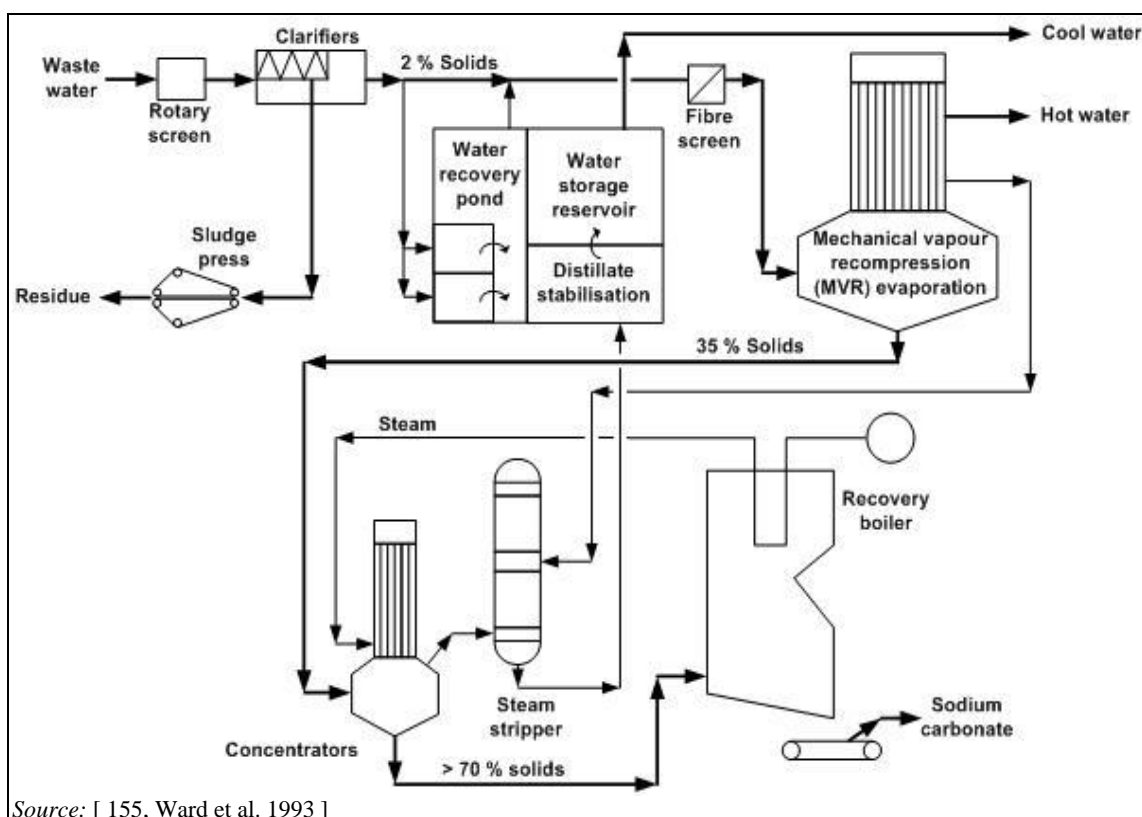 Clarifiers
Cool water
Waste
water
2 % Solids
Rotary
screen
Fibre
screen
Hot water
Water
recovery
pond
Water
storage
reservoir
Sludge
press
Mechanical vapour
recompression
(MVR) evaporation
Residue
Distillate
stabilisation
35 % Solids
Steam
Recovery
boiler
Steam
stripper
Sodium
carbonate
Concentrators
> 70 % solids
Source: [ 155, Ward et al. 1993 ]